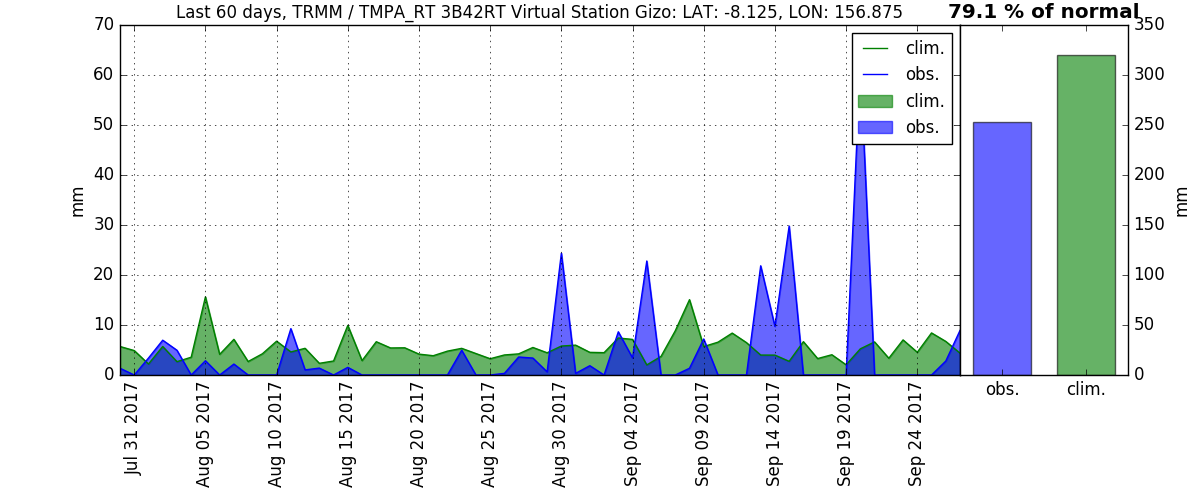 Last 60 days, TRMM / TMPA_RT 3B42RT Virtual Station Gizo: LAT: -8.125, LON: 156.875
79.1 % of normal
70
60
50
40
30
20
10
0
mm
clim.
obs.
clim.
obs.
350
300
250
200
150
100
50
0
mm
Jul 31 2017
Aug 05 2017
Aug 10 2017
Aug 15 2017
Aug 20 2017
Aug 25 2017
Aug 30 2017
Sep 04 2017
Sep 09 2017
Sep 14 2017
Sep 19 2017
Sep 24 2017
obs.
clim.